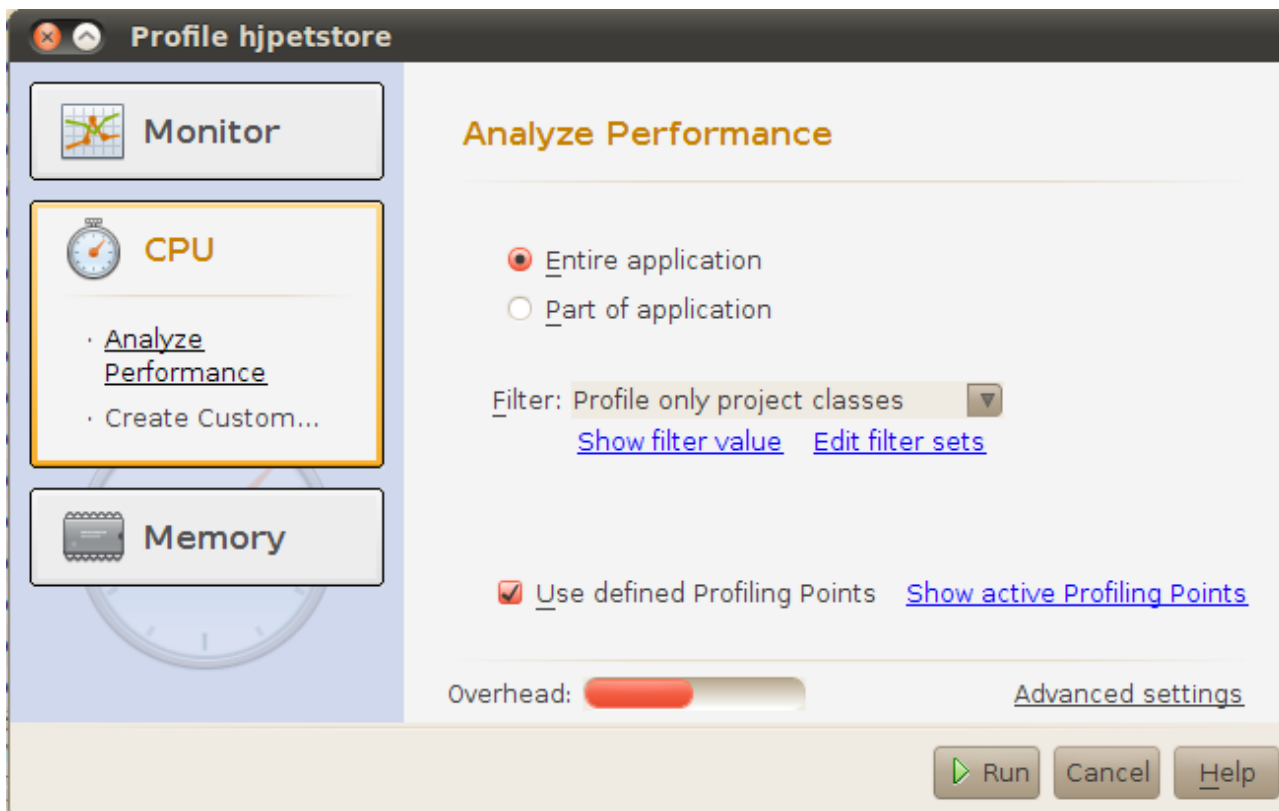 Profile hjpetstore
Monitor
CPU
· Analyze
Performance
· Create Custom...
Memory
Analyze Performance
Entire application
Part of application
Filter: Profile only project classes
Show filter value Edit filter sets
Use defined Profiling Points Show active Profiling Points
Overhead: Advanced settings
Run Cancel Help